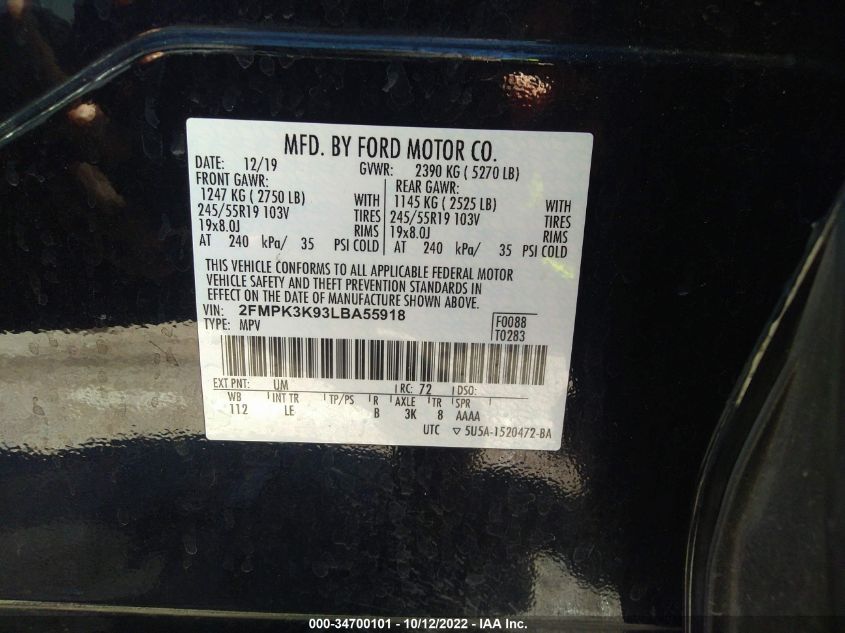 MFD. BY FORD MOTOR CO.
DATE: 12/19 GVWR: 2390 KG ( 5270 LB)
FRONT GAWR: REAR GAWR:
1247 KG ( 2750 LB) WITH 1145 KG ( 2525 LB) WITH
245/55R19 103V TIRES 245/55R19 103V TIRES
19x8.0J RIMS 19x8.0J RIMS
AT 240 kPa/ 35 PSI COLD AT 240 kPa/ 35 PSI COLD
THIS VEHICLE CONFORMS TO ALL APPLICABLE FEDERAL MOTOR
VEHICLE SAFETY AND THEFT PREVENTION STANDARDS IN
EFFECT ON THE DATE OF MANUFACTURE SHOWN ABOVE.
VIN: 2FMPK3K93LBA55918 F0088
TYPE: MPV T0283
EXT PNT: UM RC: 72 DSO:
WB INT TR TP/PS R AXLE TR SPR
112 LE B 3K 8 AAAA
UTC ▽ 5U5A-1520472-BA
000-34700101 - 10/12/2022 - IAA Inc.